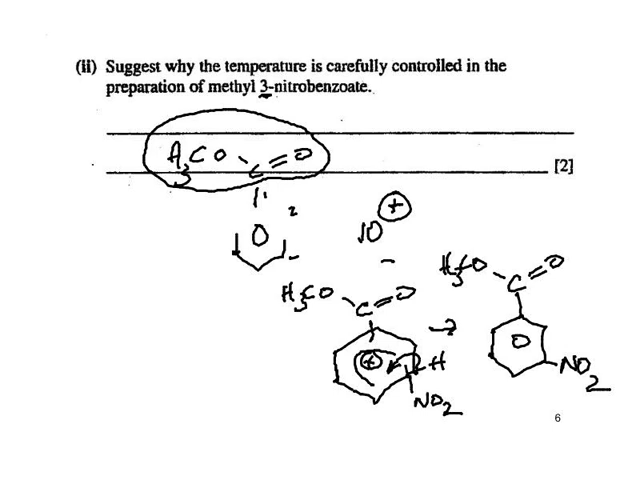 (ii) Suggest why the temperature is carefully controlled in the
preparation of methyl 3-nitrobenzoate.
[2]
H3CO C=O
H3CO C=O
H3CO C=O
+ H
NO2
NO2
6